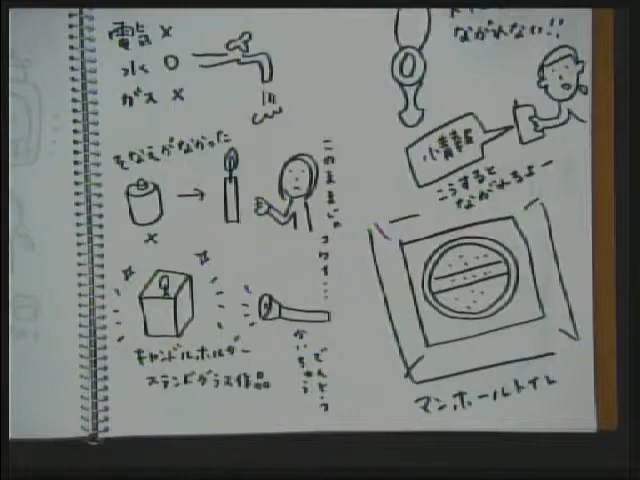 電気 ×
水 ○
ガス ×
そなえがなかった
×
このままじゃ
コワイ…
キャンドルホルダー
ステンドグラス作品
かいちゅう
でんとう
ながれない!!
情報
こうすると
ながれるよー
マンホールトイレ